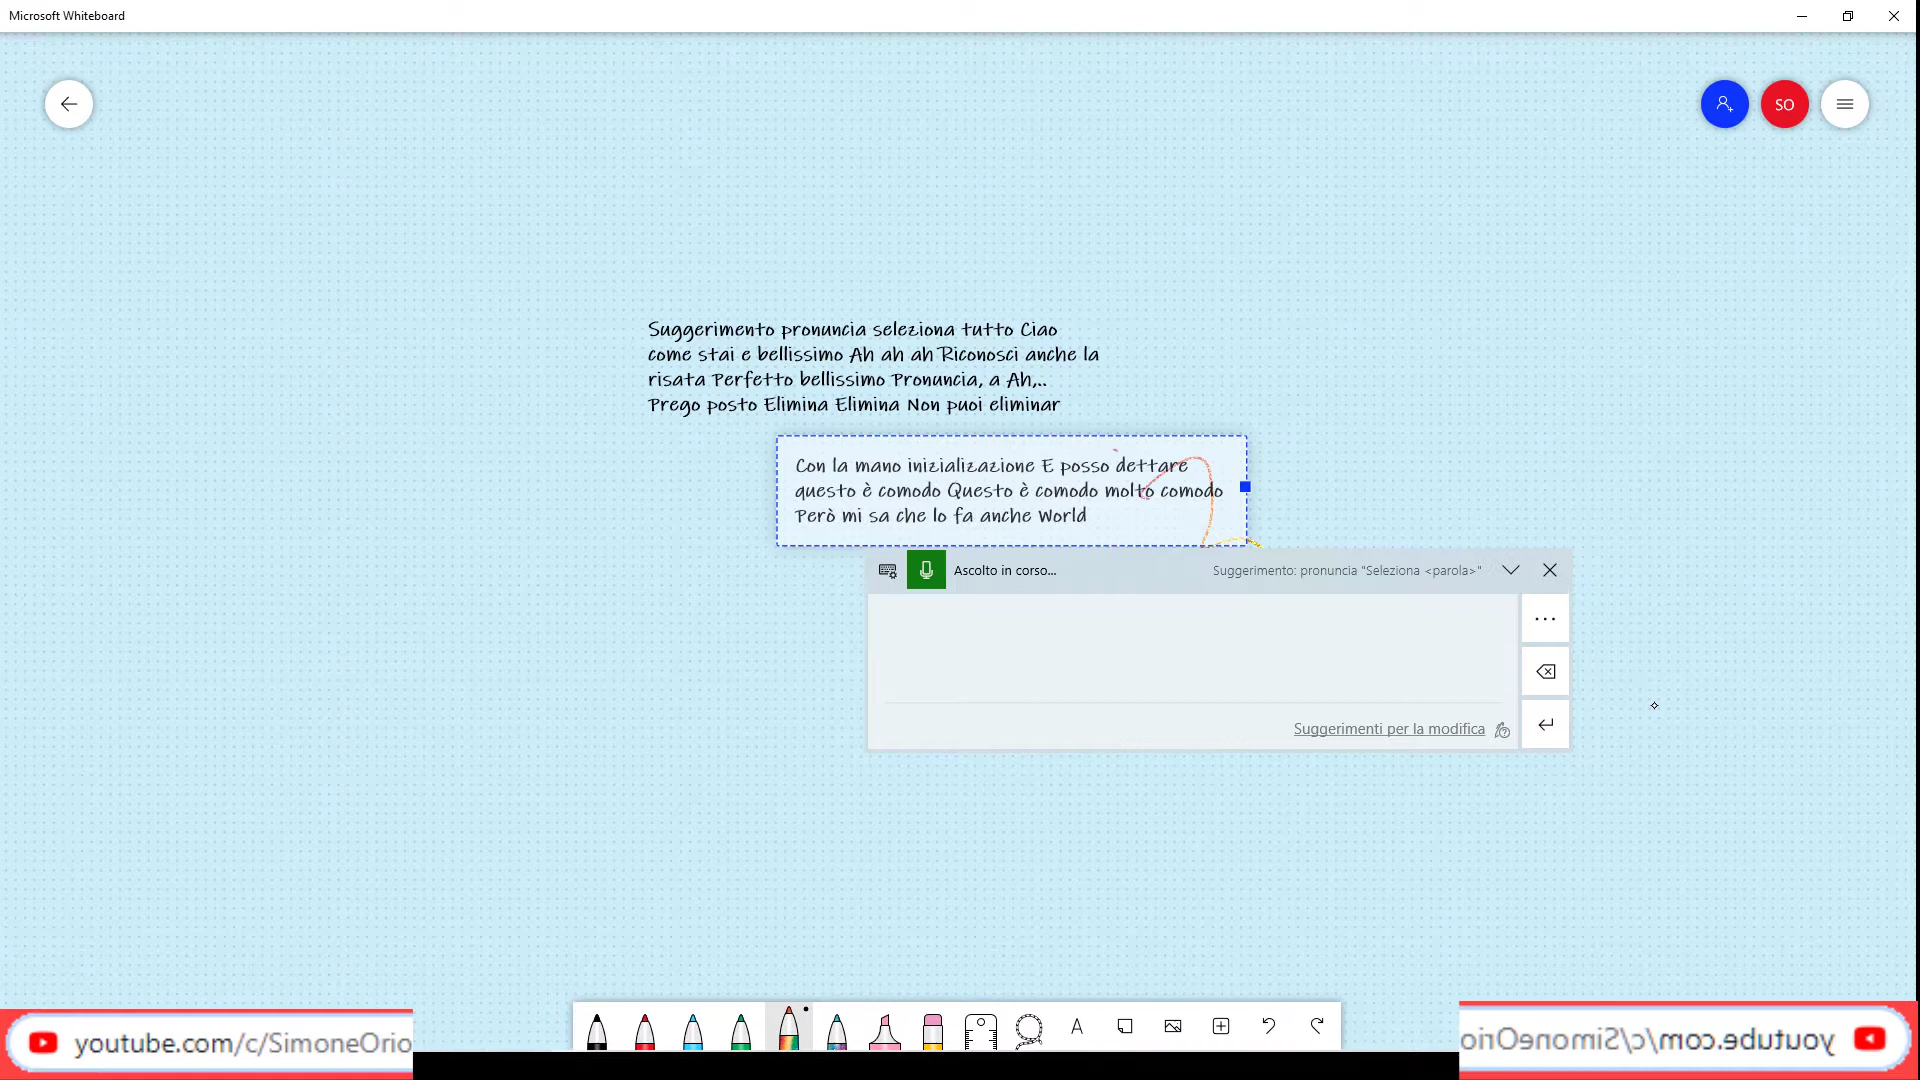 Microsoft Whiteboard
SO
Suggerimento pronuncia seleziona tutto Ciao
come stai e bellissimo Ah ah ah Riconosci anche la
risata Perfetto bellissimo Pronuncia, a Ah,..
Prego posto Elimina Elimina Non puoi eliminar
Con la mano inizializazione E posso dettare
questo è comodo Questo è comodo molto comodo
Però mi sa che lo fa anche World
Ascolto in corso...
Suggerimento: pronuncia "Seleziona <parola>"
Suggerimenti per la modifica
A
youtube.com/c/SimoneOrio
youtube.com/c/SimoneOrio